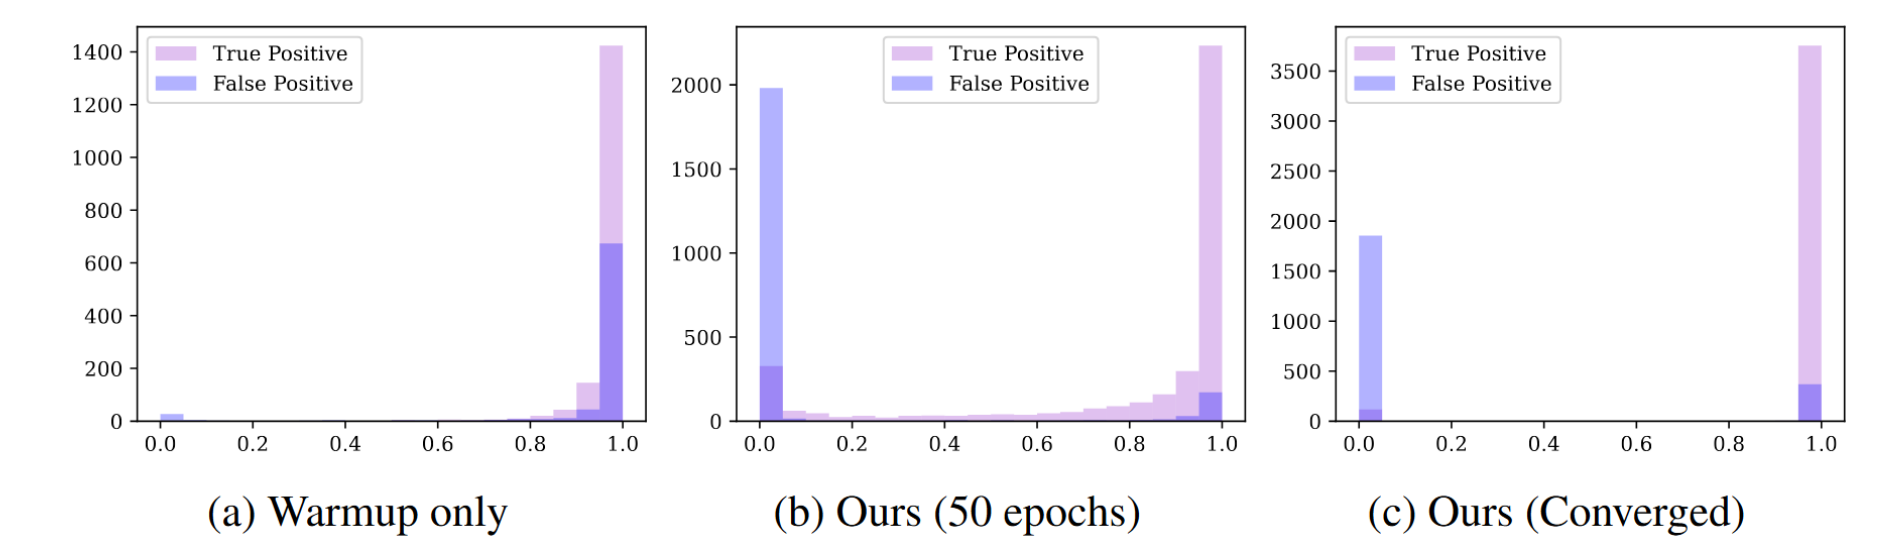 True Positive
False Positive
1400
1200
1000
800
600
400
200
0
0.0 0.2 0.4 0.6 0.8 1.0
(a) Warmup only
True Positive
False Positive
2000
1500
1000
500
0
0.0 0.2 0.4 0.6 0.8 1.0
(b) Ours (50 epochs)
True Positive
False Positive
3500
3000
2500
2000
1500
1000
500
0
0.0 0.2 0.4 0.6 0.8 1.0
(c) Ours (Converged)